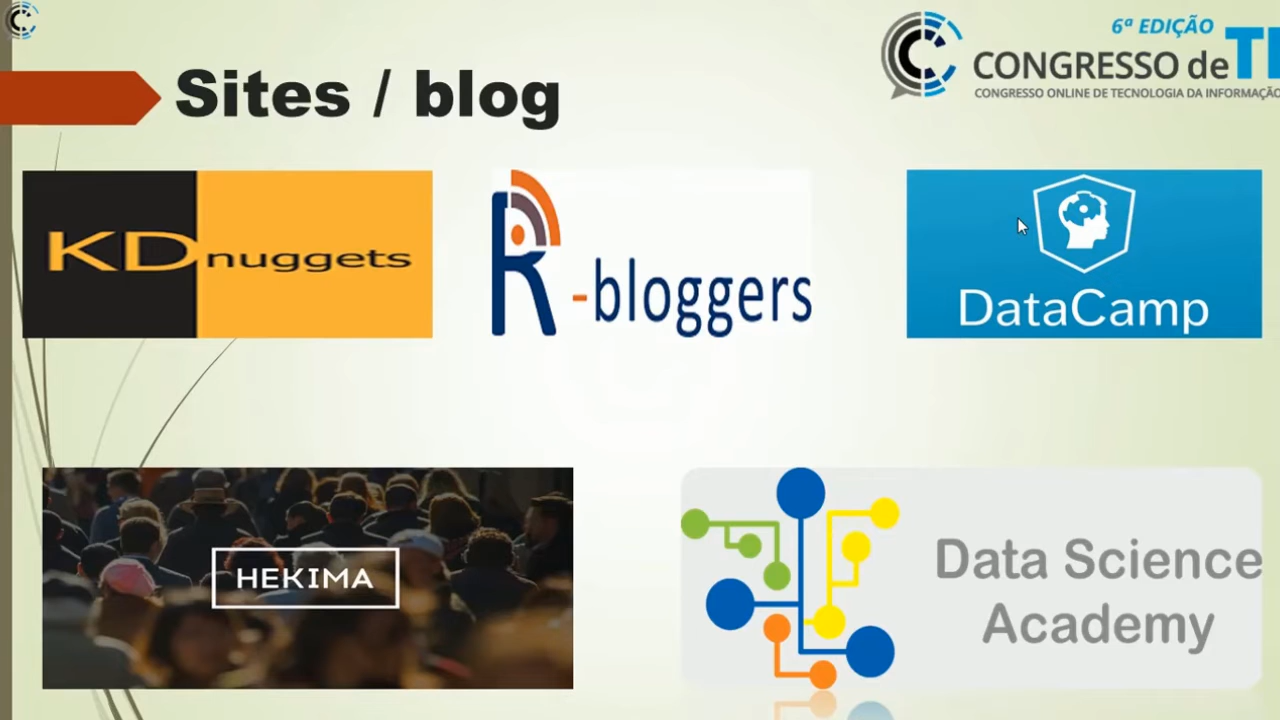 6ª EDIÇÃO
CONGRESSO de TI
CONGRESSO ONLINE DE TECNOLOGIA DA INFORMAÇÃO
Sites / blog
KDnuggets
R-bloggers
DataCamp
HEKIMA
Data Science
Academy